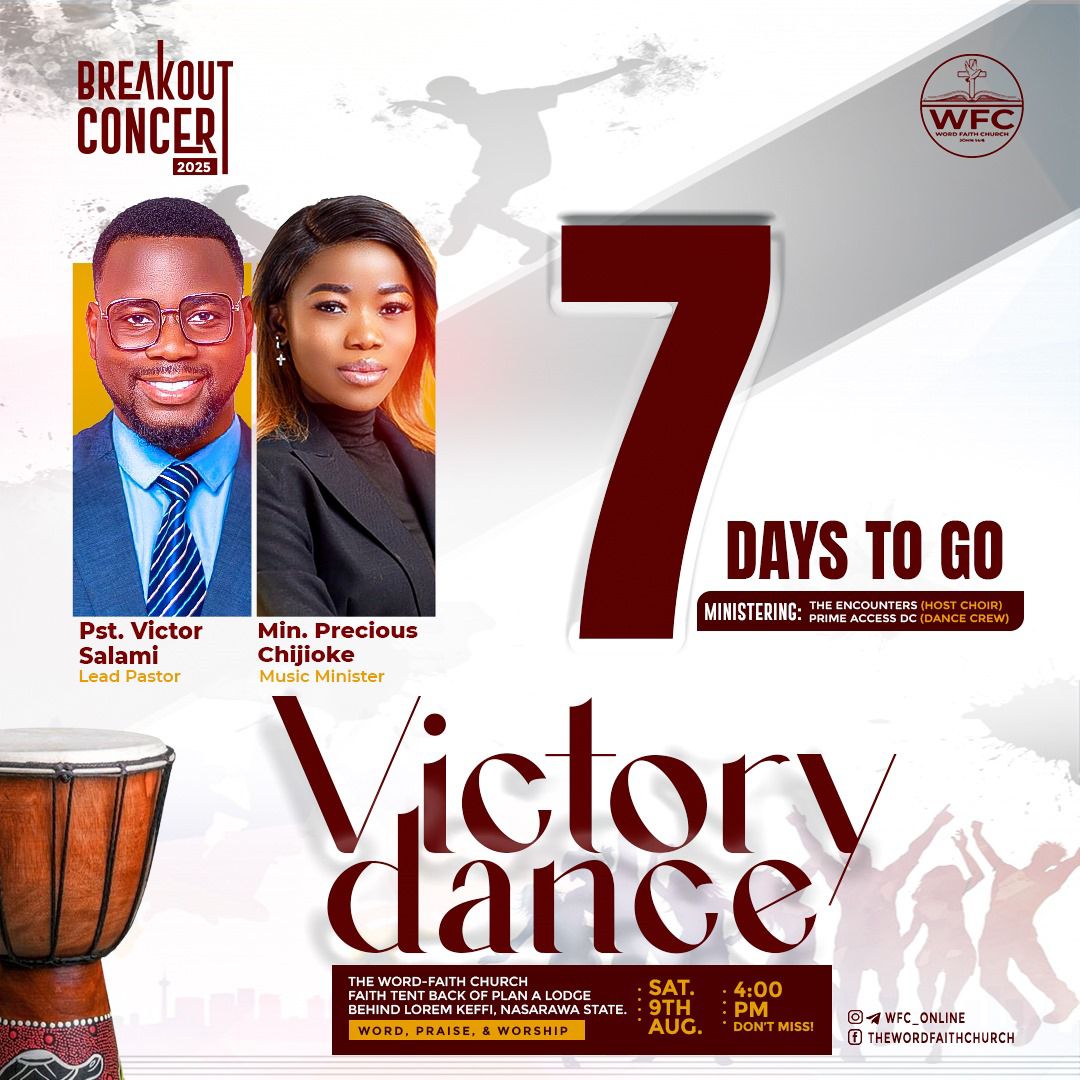 BREAKOUT
CONCERT
2025
WFC
WORD FAITH CHURCH
7
DAYS TO GO
MINISTERING:
THE ENCOUNTERS (HOST CHOIR)
PRIME ACCESS DC (DANCE CREW)
Pst. Victor
Salami
Lead Pastor
Min. Precious
Chijioke
Music Minister
Victory
dance
THE WORD-FAITH CHURCH
FAITH TENT BACK OF PLAN A LODGE
BEHIND LOREM KEFFI, NASARAWA STATE.
WORD, PRAISE, & WORSHIP
SAT.
9TH
AUG.
4:00
PM
DON'T MISS!
WFC_ONLINE
THEWORDFAITHCHURCH